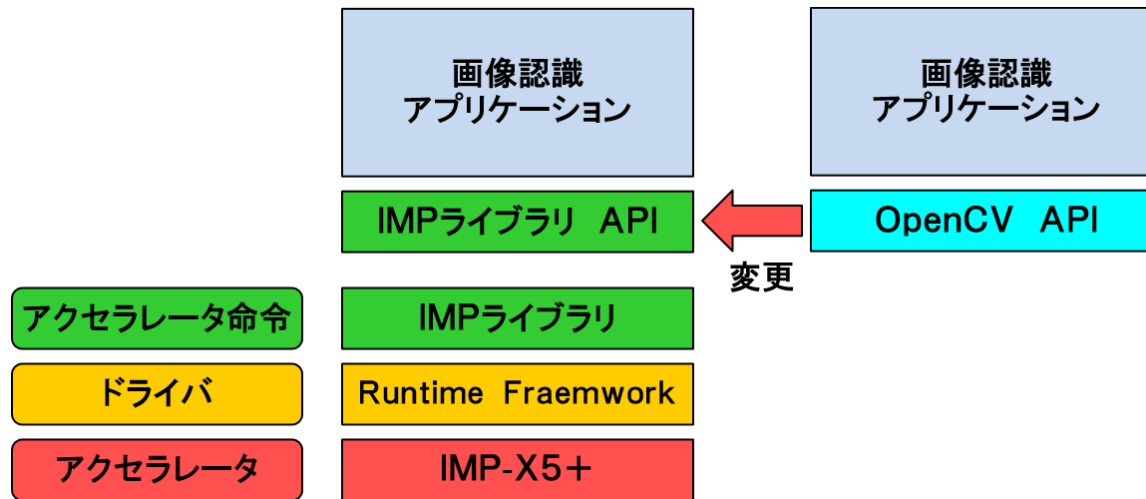 画像認識
アプリケーション
画像認識
アプリケーション
IMPライブラリ API
OpenCV API
変更
アクセラレータ命令
IMPライブラリ
ドライバ
Runtime Fraemwork
アクセラレータ
IMP-X5+